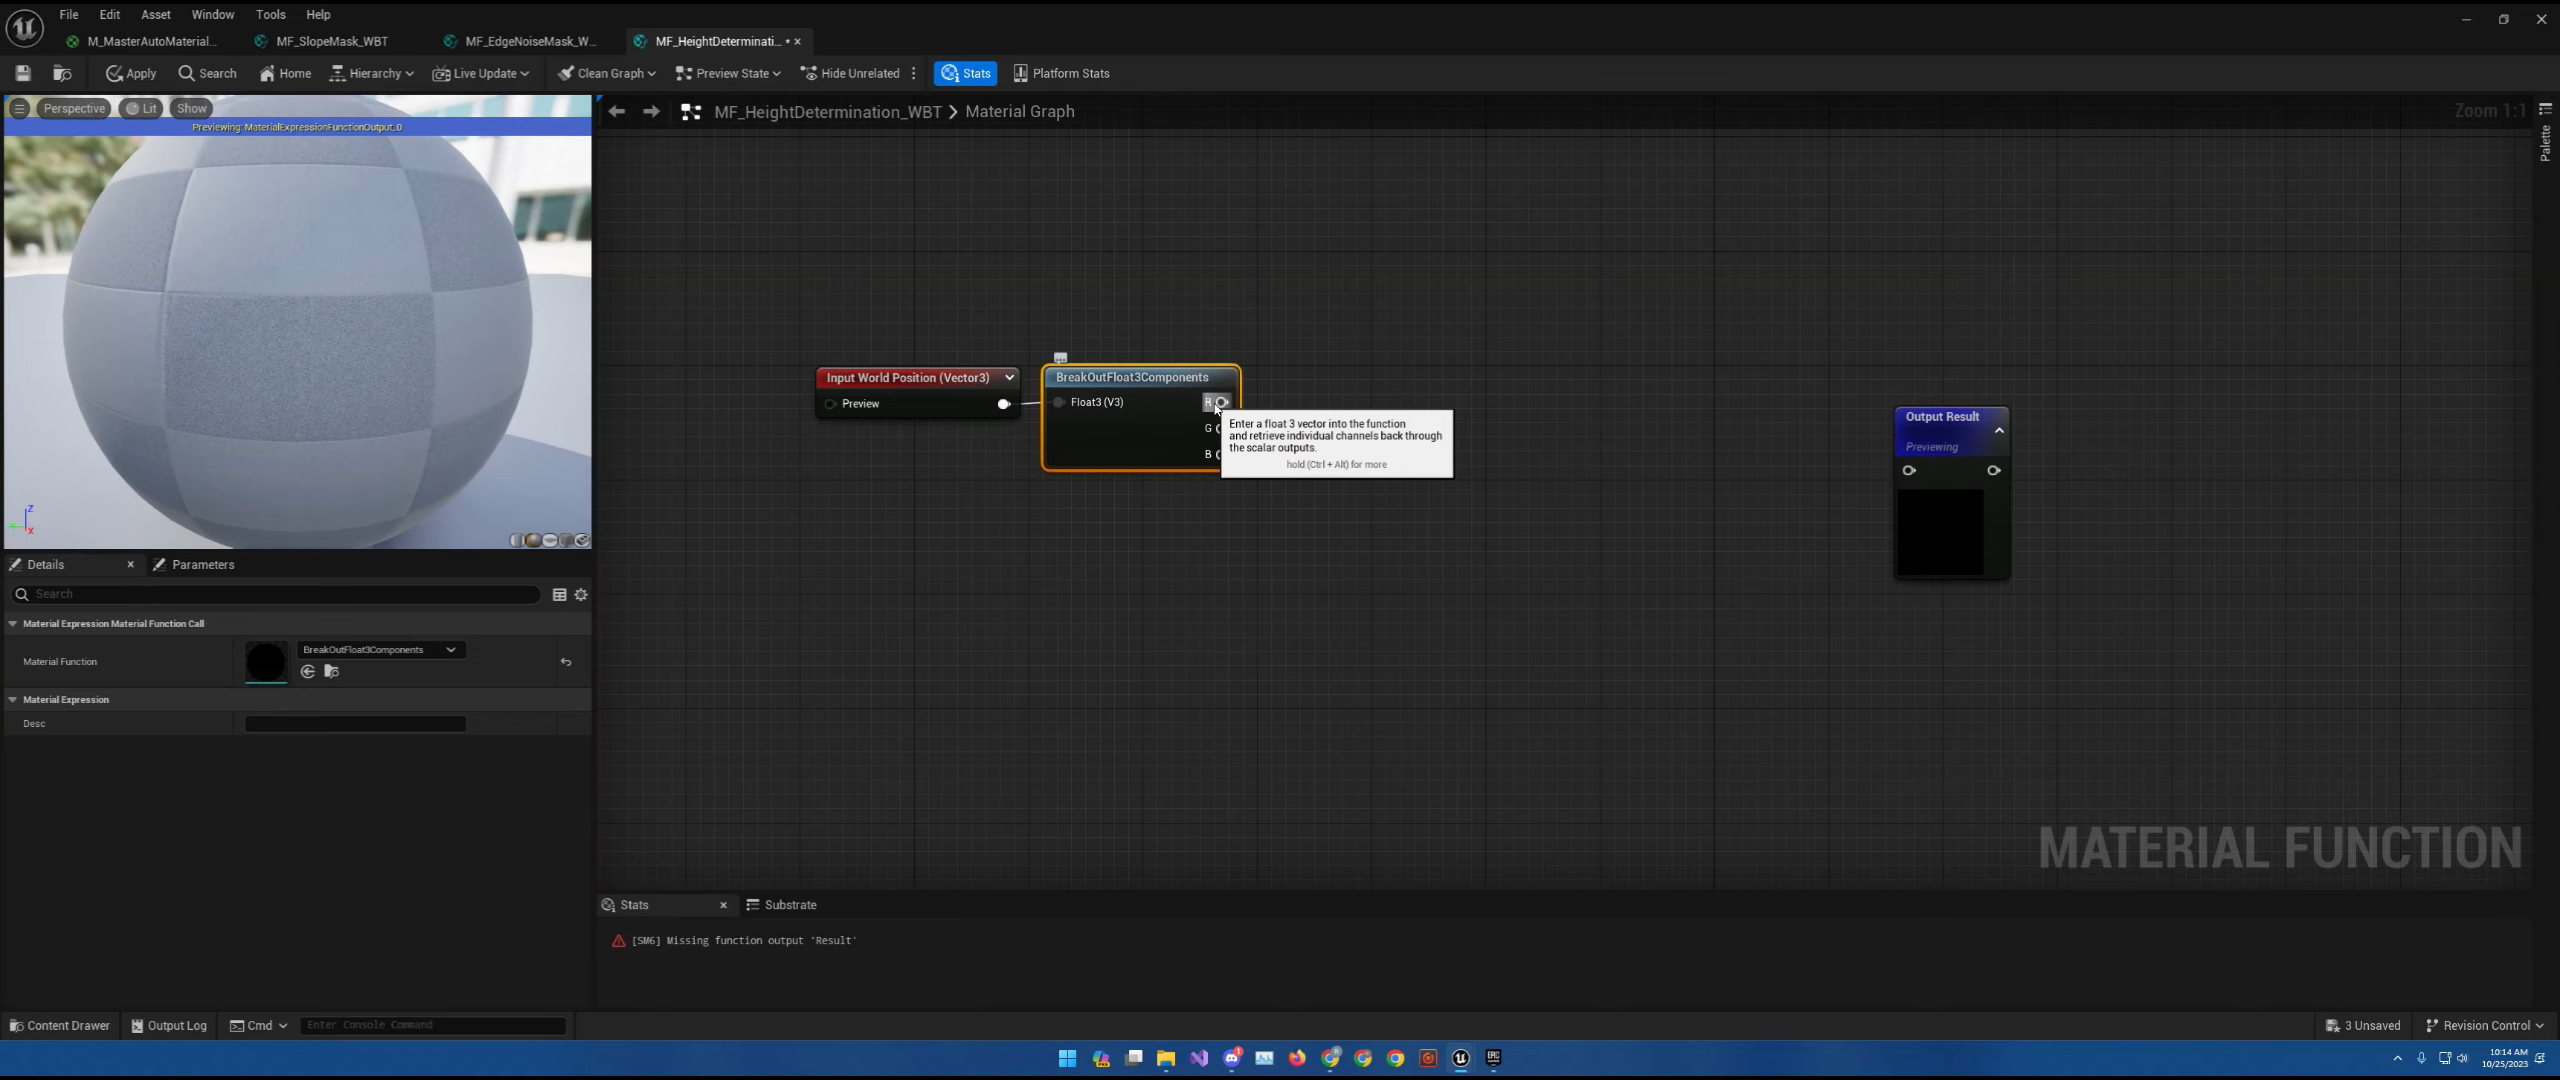 File Edit Asset Window Tools Help
M_MasterAutoMaterial... MF_SlopeMask_WBT MF_EdgeNoiseMask_W... MF_HeightDeterminati... • ×
Apply Search Home Hierarchy Live Update Clean Graph Preview State Hide Unrelated Stats Platform Stats
Perspective Lit Show
Previewing: MaterialExpressionFunctionOutput_0
MF_HeightDetermination_WBT > Material Graph
Zoom 1:1
Palette
Input World Position (Vector3)
Preview
BreakOutFloat3Components
Float3 (V3) R
G
B
Enter a float 3 vector into the function
and retrieve individual channels back through
the scalar outputs.
hold (Ctrl + Alt) for more
Output Result
Previewing
Z
X
Details × Parameters
Search
Material Expression Material Function Call
Material Function BreakOutFloat3Components
Material Expression
Desc
MATERIAL FUNCTION
Stats × Substrate
[SM6] Missing function output 'Result'
Content Drawer Output Log Cmd Enter Console Command
3 Unsaved Revision Control
10:14 AM
10/25/2023